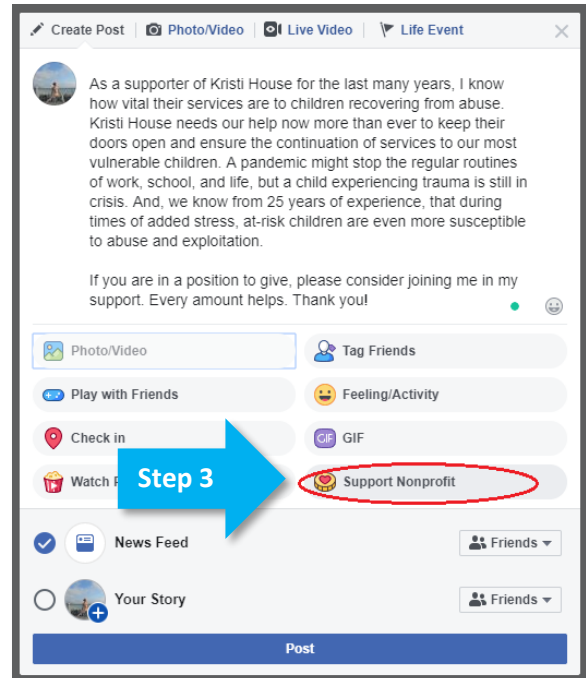 Create Post Photo/Video Live Video Life Event
As a supporter of Kristi House for the last many years, I know
how vital their services are to children recovering from abuse.
Kristi House needs our help now more than ever to keep their
doors open and ensure the continuation of services to our most
vulnerable children. A pandemic might stop the regular routines
of work, school, and life, but a child experiencing trauma is still in
crisis. And, we know from 25 years of experience, that during
times of added stress, at-risk children are even more susceptible
to abuse and exploitation.
If you are in a position to give, please consider joining me in my
support. Every amount helps. Thank you!
Photo/Video Tag Friends
Play with Friends Feeling/Activity
Check in GIF GIF
Watch Step 3 Support Nonprofit
News Feed Friends
Your Story Friends
Post